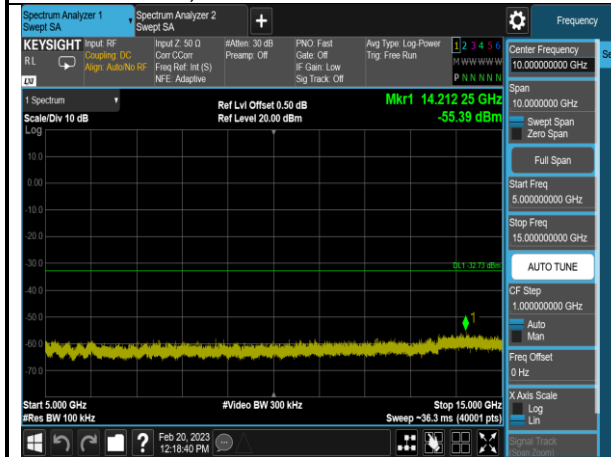 Spectrum Analyzer 1
Swept SA
Spectrum Analyzer 2
Swept SA
+
Frequency
KEYSIGHT
RL
Input: RF
Coupling: DC
Align: Auto/No RF
Input Z: 50 Ω
Corr CCorr
Freq Ref: Int (S)
NFE: Adaptive
#Atten: 30 dB
Preamp: Off
PNO: Fast
Gate: Off
IF Gain: Low
Sig Track: Off
Avg Type: Log-Power
Trig: Free Run
1 2 3 4 5 6
M W W W W W
P N N N N N
LXI
1 Spectrum
Scale/Div 10 dB
Log
Ref Lvl Offset 0.50 dB
Ref Level 20.00 dBm
Mkr1 14.212 25 GHz
-55.39 dBm
10.0
0.00
-10.0
-20.0
-30.0
-40.0
-50.0
-60.0
-70.0
DL1 -32.73 dBm
1
Start 5.000 GHz
#Res BW 100 kHz
#Video BW 300 kHz
Stop 15.000 GHz
Sweep ~36.3 ms (40001 pts)
Feb 20, 2023
12:18:40 PM
?
Center Frequency
10.000000000 GHz
Span
10.0000000 GHz
Swept Span
Zero Span
Full Span
Start Freq
5.000000000 GHz
Stop Freq
15.000000000 GHz
AUTO TUNE
CF Step
1.000000000 GHz
Auto
Man
Freq Offset
0 Hz
X Axis Scale
Log
Lin
Signal Track
(Span Zoom)
Se